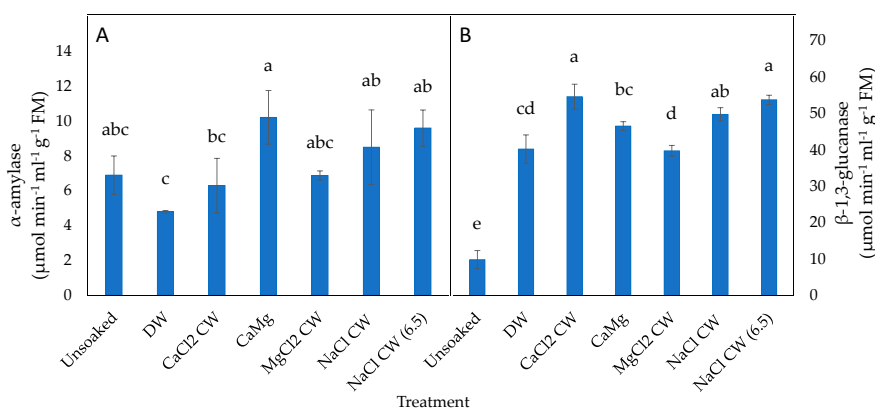 A
B
14
12
10
8
6
4
2
0
α-amylase
(µmol min-1 ml-1 g-1 FM)
abc
c
bc
a
abc
ab
ab
Unsoaked
DW
CaCl2 CW
CaMg
MgCl2 CW
NaCl CW
NaCl CW (6.5)
e
cd
a
bc
d
ab
a
Unsoaked
DW
CaCl2 CW
CaMg
MgCl2 CW
NaCl CW
NaCl CW (6.5)
70
60
50
40
30
20
10
0
β-1,3-glucanase
(µmol min-1 ml-1 g-1 FM)
Treatment